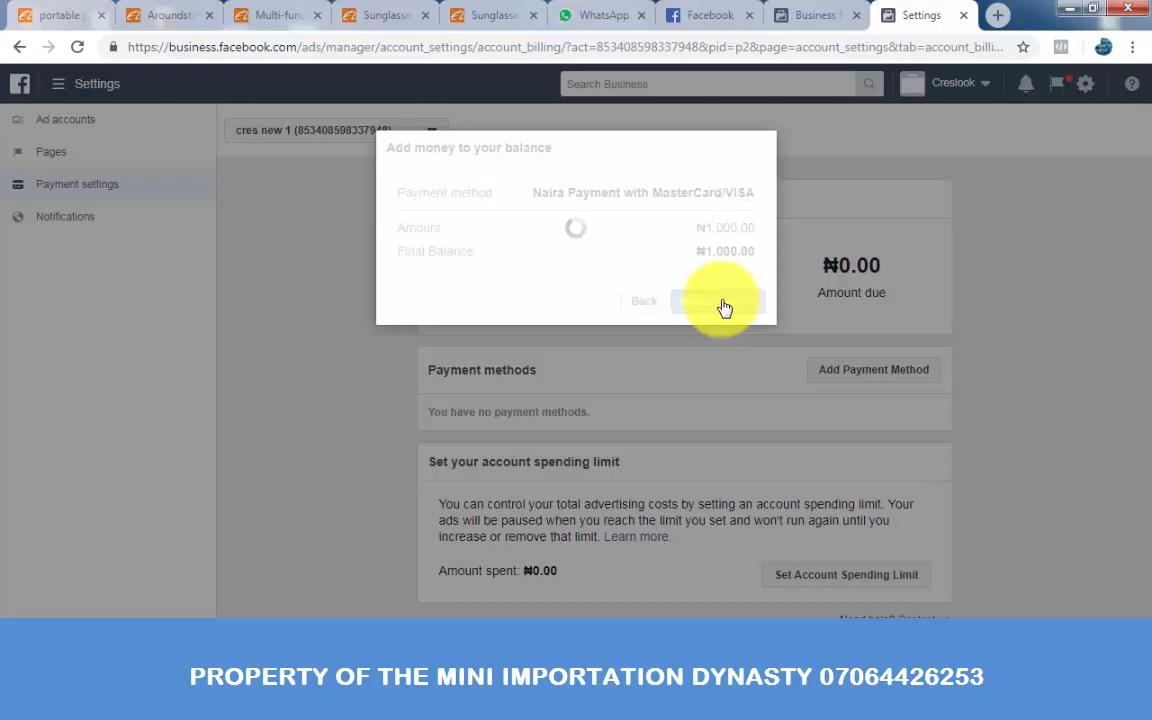 portable
Aroundst
Multi-fun
Sunglass
Sunglass
WhatsApp
Facebook
Business
Settings
https://business.facebook.com/ads/manager/account_settings/account_billing/?act=853408598337948&pid=p2&page=account_settings&tab=account_billi...
Settings
Search Business
Creslook
Ad accounts
Pages
Payment settings
Notifications
cres new 1 (853408598337948)
Add money to your balance
Payment method Naira Payment with MasterCard/VISA
Amount ₦1,000.00
Final Balance ₦1,000.00
Back
₦0.00
Amount due
Payment methods
Add Payment Method
You have no payment methods.
Set your account spending limit
You can control your total advertising costs by setting an account spending limit. Your
ads will be paused when you reach the limit you set and won't run again until you
increase or remove that limit. Learn more.
Amount spent: ₦0.00
Set Account Spending Limit
PROPERTY OF THE MINI IMPORTATION DYNASTY 07064426253